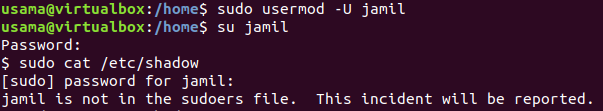 usama@virtualbox:/home$ sudo usermod -U jamil
usama@virtualbox:/home$ su jamil
Password:
$ sudo cat /etc/shadow
[sudo] password for jamil:
jamil is not in the sudoers file.  This incident will be reported.